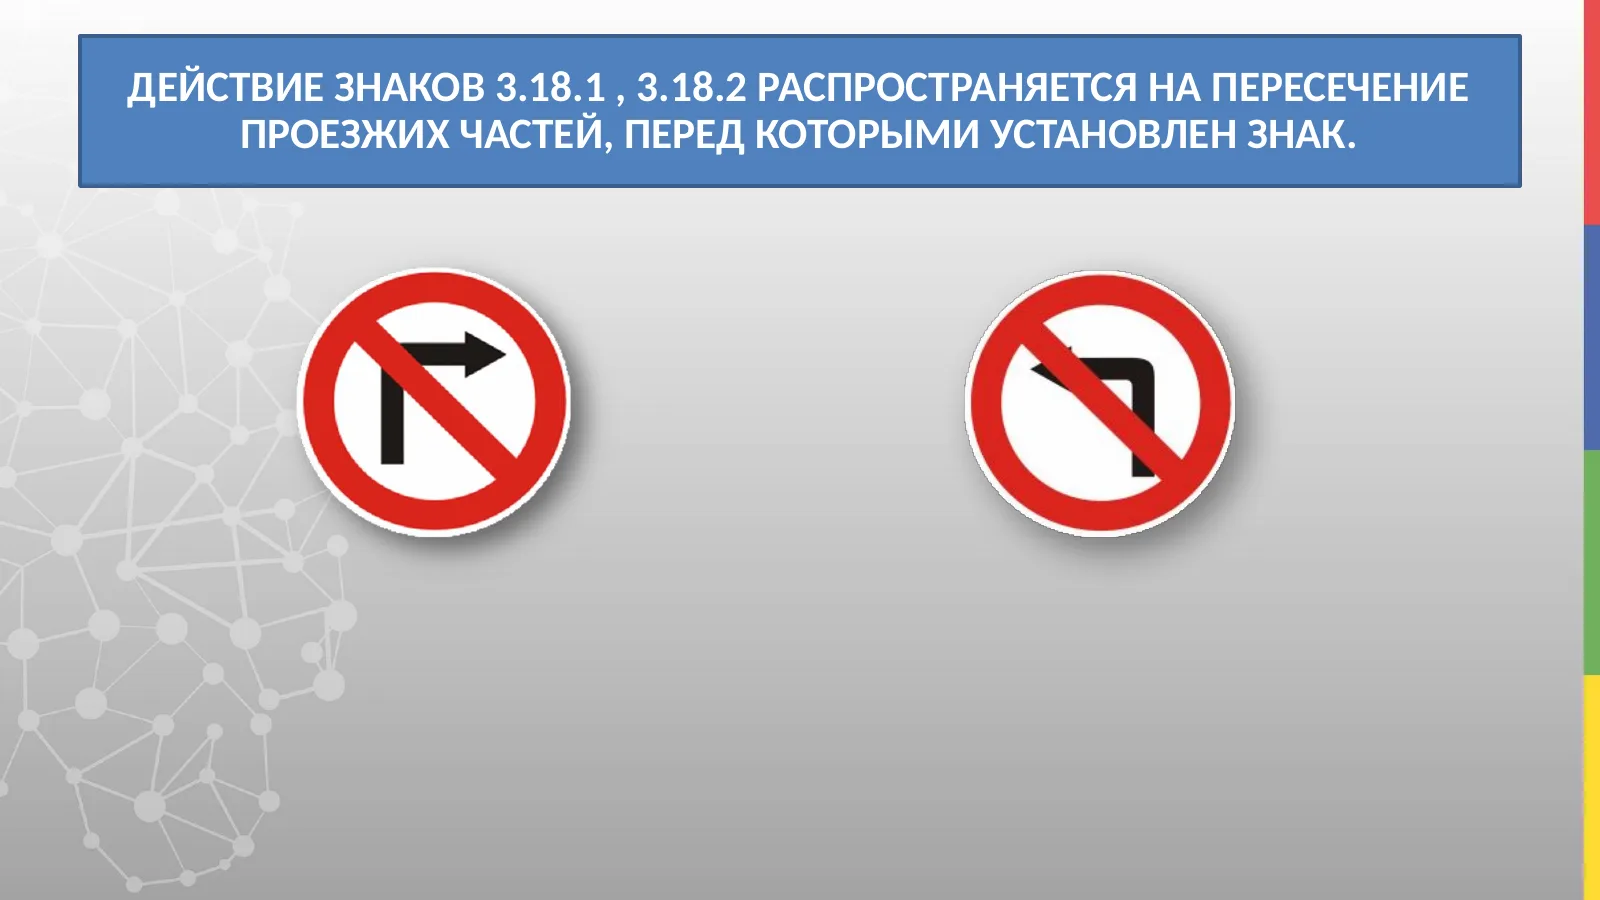 ДЕЙСТВИЕ ЗНАКОВ 3.18.1 , 3.18.2 РАСПРОСТРАНЯЕТСЯ НА ПЕРЕСЕЧЕНИЕ
ПРОЕЗЖИХ ЧАСТЕЙ, ПЕРЕД КОТОРЫМИ УСТАНОВЛЕН ЗНАК.